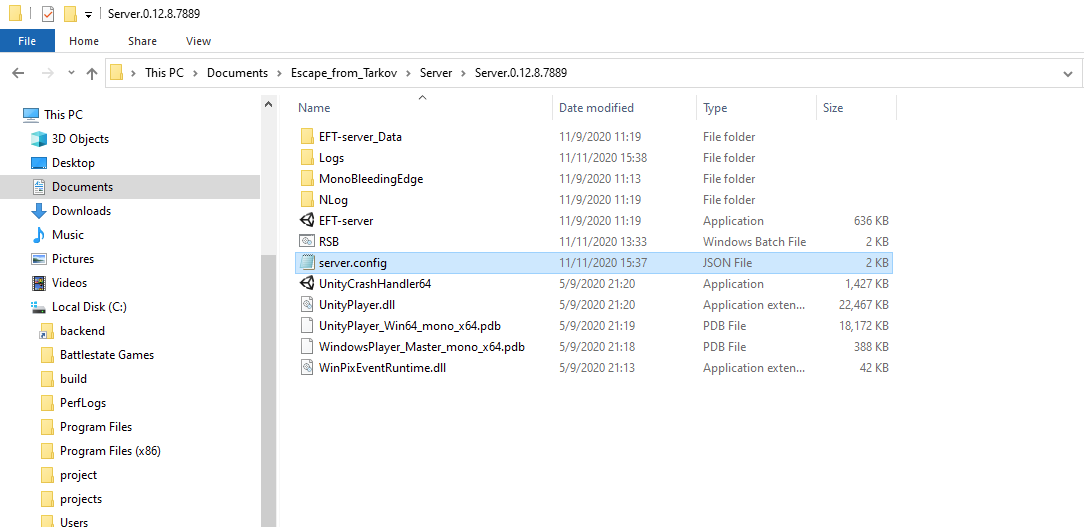 Server.0.12.8.7889
File Home Share View
This PC Documents Escape_from_Tarkov Server Server.0.12.8.7889
This PC
3D Objects
Desktop
Documents
Downloads
Music
Pictures
Videos
Local Disk (C:)
backend
Battlestate Games
build
PerfLogs
Program Files
Program Files (x86)
project
projects
Users
Name Date modified Type Size
EFT-server_Data 11/9/2020 11:19 File folder
Logs 11/11/2020 15:38 File folder
MonoBleedingEdge 11/9/2020 11:13 File folder
NLog 11/9/2020 11:19 File folder
EFT-server 11/9/2020 11:19 Application 636 KB
RSB 11/11/2020 13:33 Windows Batch File 2 KB
server.config 11/11/2020 15:37 JSON File 2 KB
UnityCrashHandler64 5/9/2020 21:20 Application 1,427 KB
UnityPlayer.dll 5/9/2020 21:20 Application exten... 22,467 KB
UnityPlayer_Win64_mono_x64.pdb 5/9/2020 21:19 PDB File 18,172 KB
WindowsPlayer_Master_mono_x64.pdb 5/9/2020 21:18 PDB File 388 KB
WinPixEventRuntime.dll 5/9/2020 21:13 Application exten... 42 KB